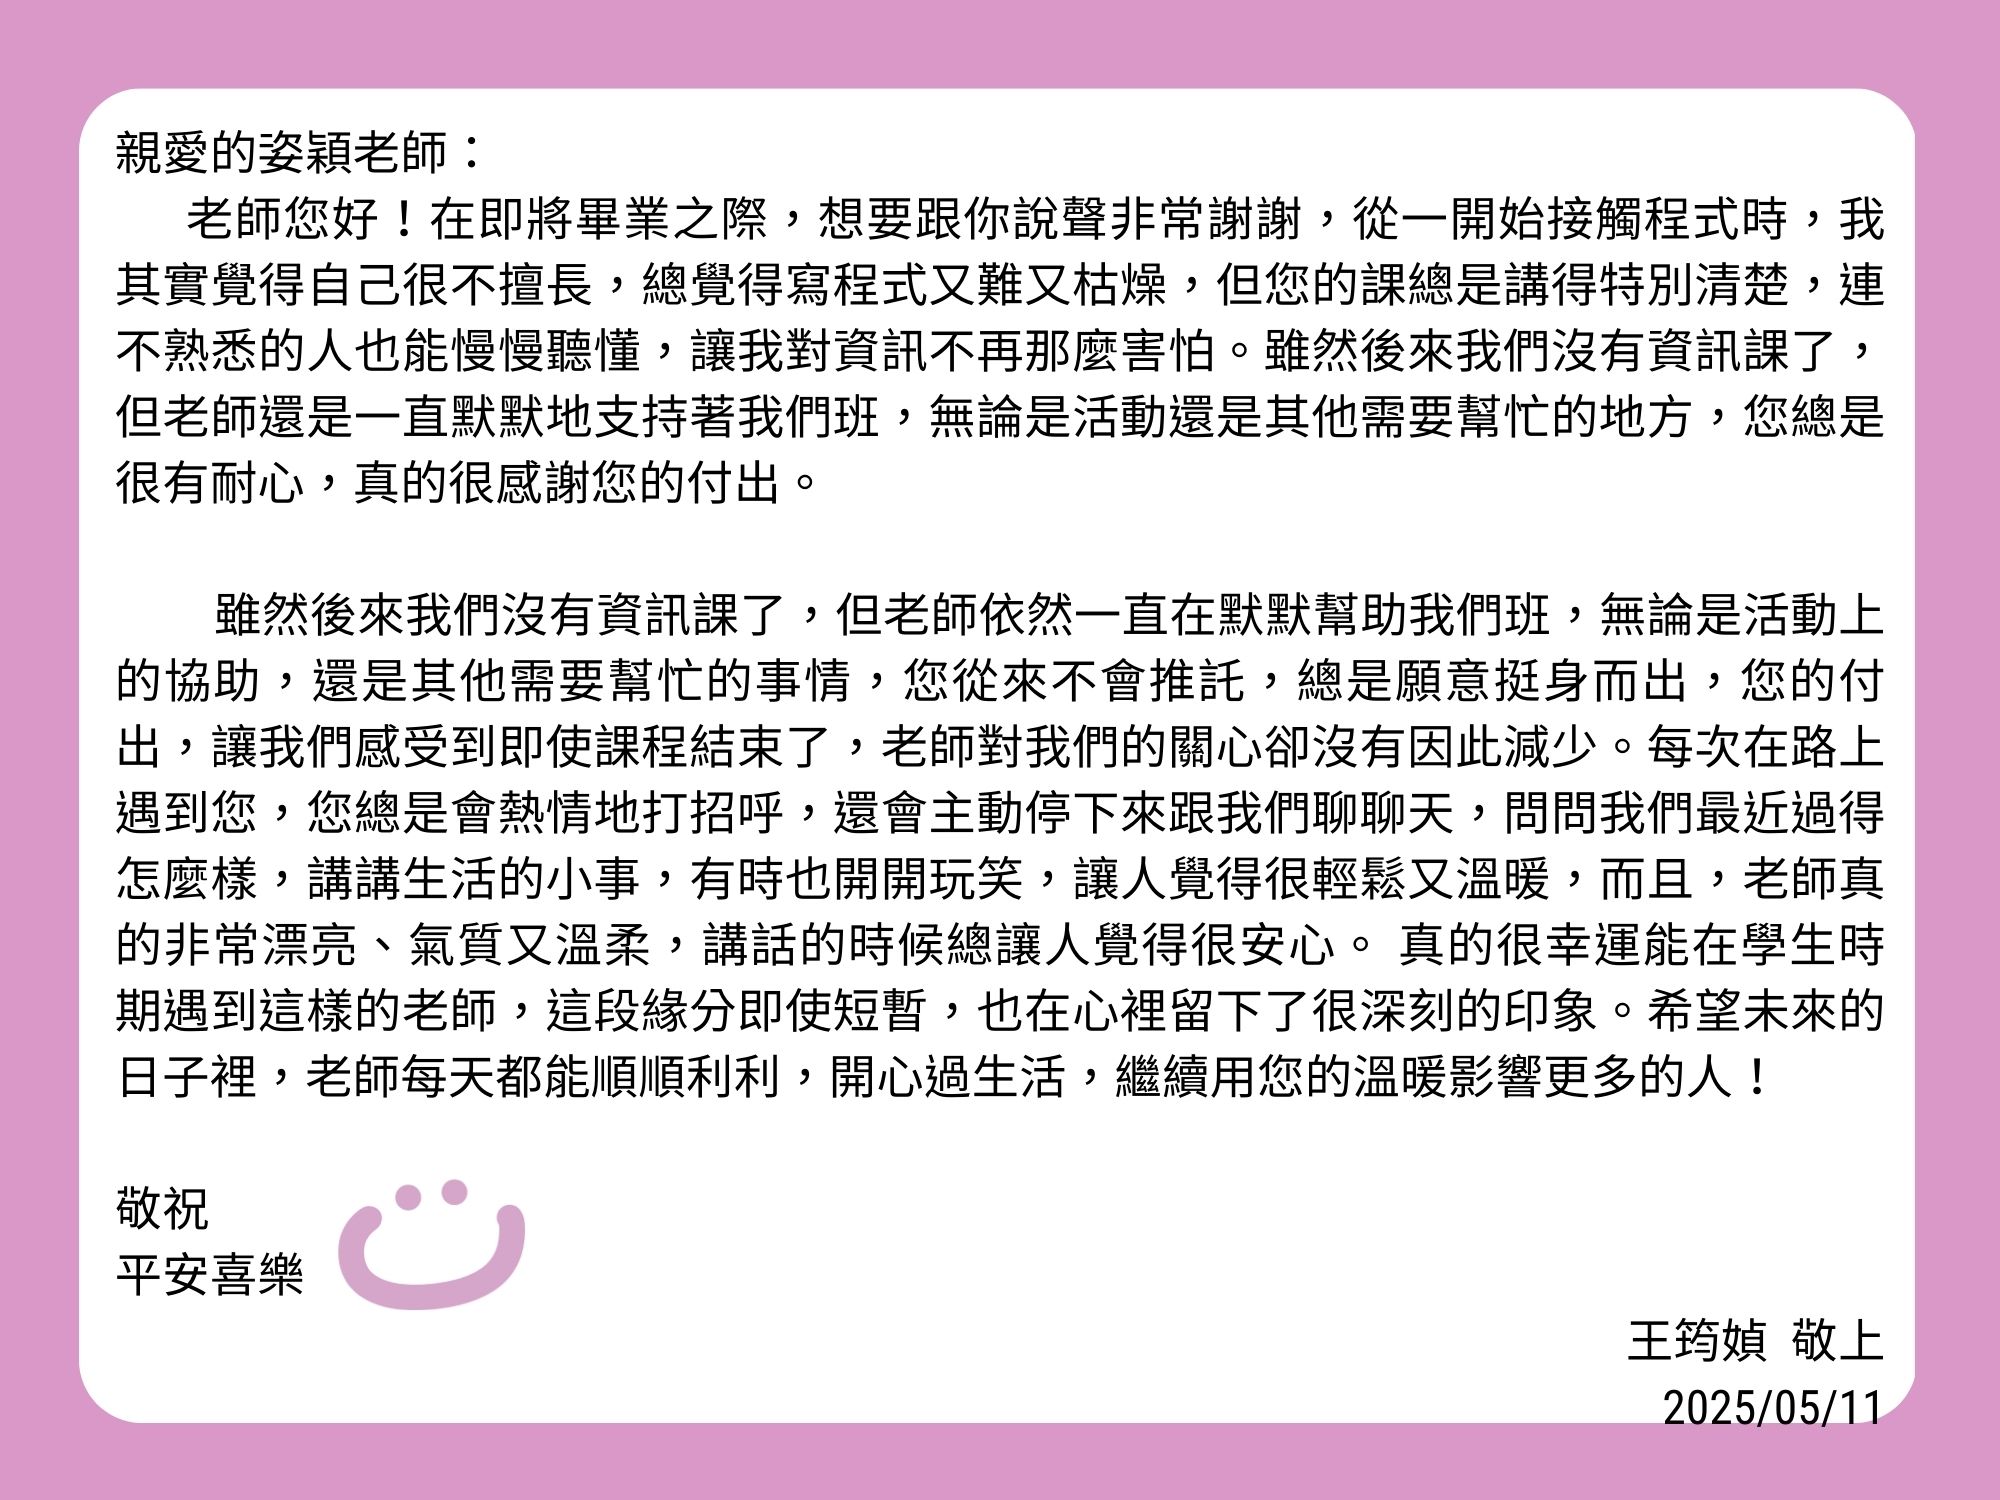 親愛的姿穎老師：
老師您好！在即將畢業之際，想要跟你說聲非常謝謝，從一開始接觸程式時，我
其實覺得自己很不擅長，總覺得寫程式又難又枯燥，但您的課總是講得特別清楚，連
不熟悉的人也能慢慢聽懂，讓我對資訊不再那麼害怕。雖然後來我們沒有資訊課了，
但老師還是一直默默地支持著我們班，無論是活動還是其他需要幫忙的地方，您總是
很有耐心，真的很感謝您的付出。
雖然後來我們沒有資訊課了，但老師依然一直在默默幫助我們班，無論是活動上
的協助，還是其他需要幫忙的事情，您從來不會推託，總是願意挺身而出，您的付
出，讓我們感受到即使課程結束了，老師對我們的關心卻沒有因此減少。每次在路上
遇到您，您總是會熱情地打招呼，還會主動停下來跟我們聊聊天，問問我們最近過得
怎麼樣，講講生活的小事，有時也開開玩笑，讓人覺得很輕鬆又溫暖，而且，老師真
的非常漂亮、氣質又溫柔，講話的時候總讓人覺得很安心。 真的很幸運能在學生時
期遇到這樣的老師，這段緣分即使短暫，也在心裡留下了很深刻的印象。希望未來的
日子裡，老師每天都能順順利利，開心過生活，繼續用您的溫暖影響更多的人！
敬祝
平安喜樂
王筠媜 敬上
2025/05/11